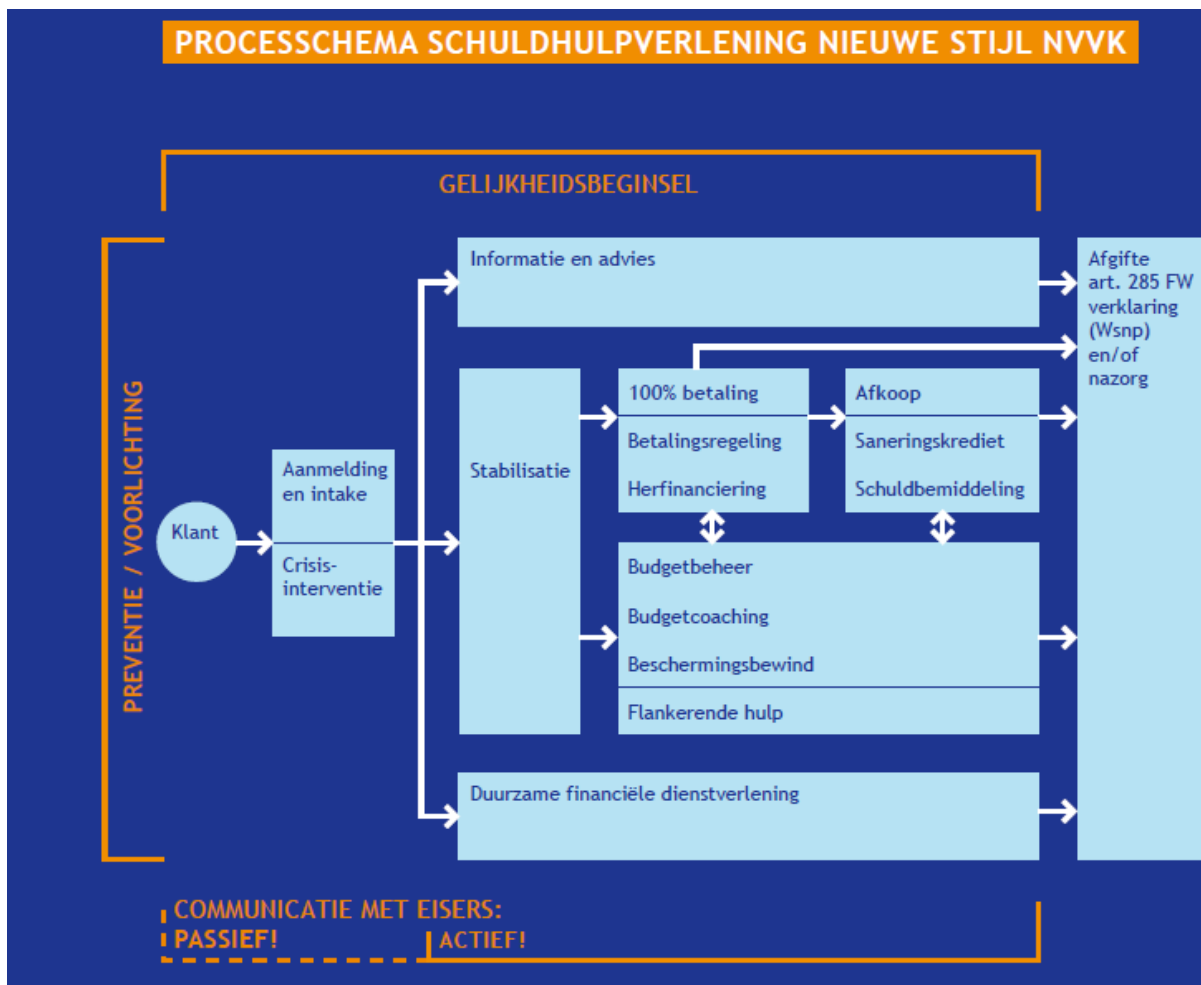 PROCESSCHEMA SCHULDHULPVERLENING NIEUWE STIJL NVVK
GELIJKHEIDSBEGINSEL
PREVENTIE / VOORLICHTING
Klant
Aanmelding
en intake
Crisis-
interventie
Informatie en advies
Stabilisatie
100% betaling
Betalingsregeling
Herfinanciering
Afkoop
Saneringskrediet
Schuldbemiddeling
Budgetbeheer
Budgetcoaching
Beschermingsbewind
Flankerende hulp
Duurzame financiële dienstverlening
Afgifte
art. 285 FW
verklaring
(Wsnp)
en/of
nazorg
COMMUNICATIE MET EISERS:
PASSIEF!
ACTIEF!